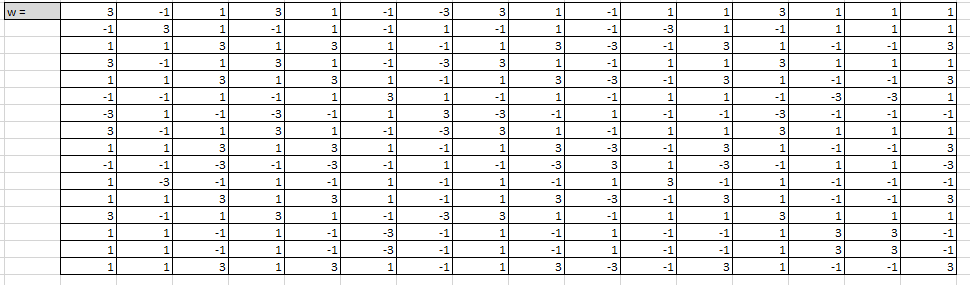 w = 3 -1 1 3 1 -1 -3 3 1 -1 1 1 3 1 1 1
-1 3 1 -1 1 -1 1 -1 1 -1 -3 1 -1 1 1 1
1 1 3 1 3 1 -1 1 3 -3 -1 3 1 -1 -1 3
3 -1 1 3 1 -1 -3 3 1 -1 1 1 3 1 1 1
1 1 3 1 3 1 -1 1 3 -3 -1 3 1 -1 -1 3
-1 -1 1 -1 1 3 1 -1 1 -1 1 1 -1 -3 -3 1
-3 1 -1 -3 -1 1 3 -3 -1 1 -1 -1 -3 -1 -1 -1
3 -1 1 3 1 -1 -3 3 1 -1 1 1 3 1 1 1
1 1 3 1 3 1 -1 1 3 -3 -1 3 1 -1 -1 3
-1 -1 -3 -1 -3 -1 1 -1 -3 3 1 -3 -1 1 1 -3
1 -3 -1 1 -1 1 -1 1 -1 1 3 -1 1 -1 -1 -1
1 1 3 1 3 1 -1 1 3 -3 -1 3 1 -1 -1 3
3 -1 1 3 1 -1 -3 3 1 -1 1 1 3 1 1 1
1 1 -1 1 -1 -3 -1 1 -1 1 -1 -1 1 3 3 -1
1 1 -1 1 -1 -3 -1 1 -1 1 -1 -1 1 3 3 -1
1 1 3 1 3 1 -1 1 3 -3 -1 3 1 -1 -1 3